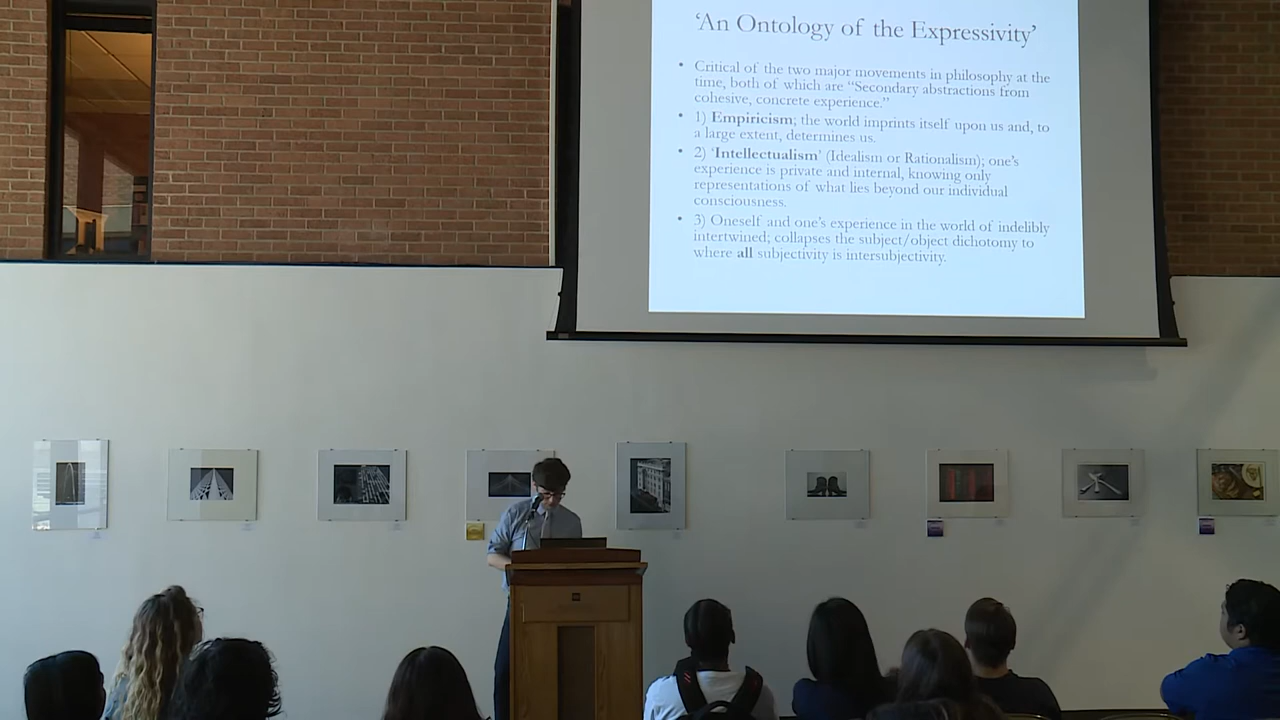 ‘An Ontology of the Expressivity’
• Critical of the two major movements in philosophy at the
time, both of which are “Secondary abstractions from
cohesive, concrete experience.”
• 1) Empiricism; the world imprints itself upon us and, to
a large extent, determines us.
• 2) ‘Intellectualism’ (Idealism or Rationalism); one’s
experience is private and internal, knowing only
representations of what lies beyond our individual
consciousness.
• 3) Oneself and one’s experience in the world of indelibly
intertwined; collapses the subject/object dichotomy to
where all subjectivity is intersubjectivity.